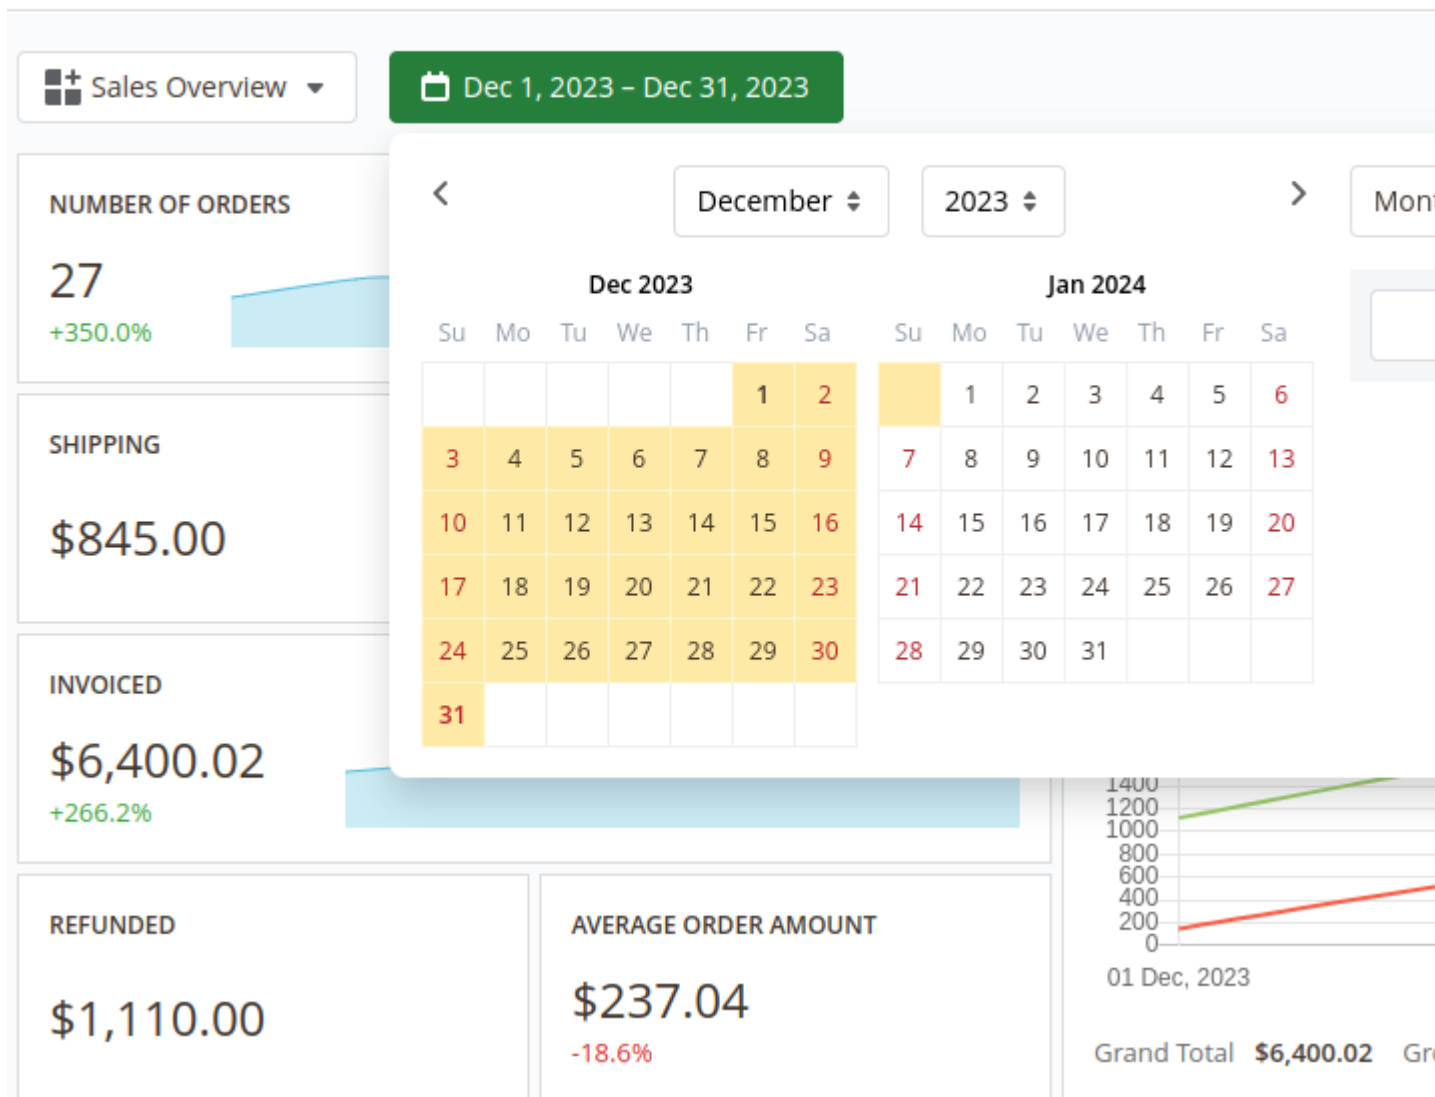 Sales Overview
Dec 1, 2023 – Dec 31, 2023
NUMBER OF ORDERS
27
+350.0%
SHIPPING
$845.00
INVOICED
$6,400.02
+266.2%
REFUNDED
$1,110.00
AVERAGE ORDER AMOUNT
$237.04
-18.6%
December
2023
Dec 2023
Su Mo Tu We Th Fr Sa
1 2
3 4 5 6 7 8 9
10 11 12 13 14 15 16
17 18 19 20 21 22 23
24 25 26 27 28 29 30
31
Jan 2024
Su Mo Tu We Th Fr Sa
1 2 3 4 5 6
7 8 9 10 11 12 13
14 15 16 17 18 19 20
21 22 23 24 25 26 27
28 29 30 31
1400
1200
1000
800
600
400
200
0
01 Dec, 2023
Grand Total $6,400.02